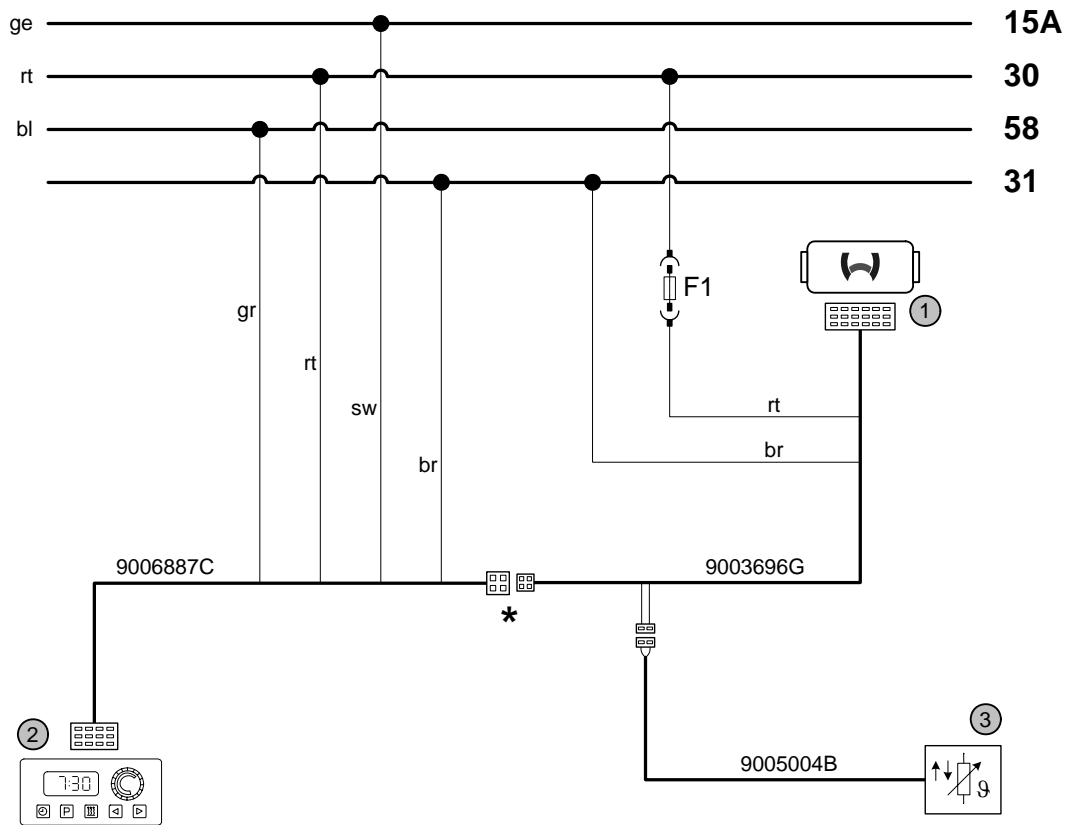 ge 15A
rt 30
bl 58
31
F1
1
gr
rt
sw
br
rt
br
9006887C
9003696G
*
2
3
7:30
P
9005004B
ϑ